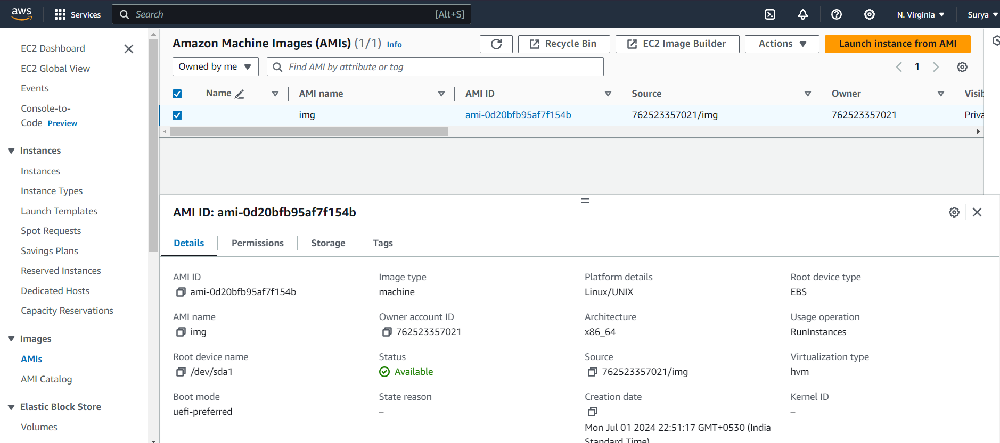 aws
Services
Search
[Alt+S]
N. Virginia
Surya
EC2 Dashboard
EC2 Global View
Events
Console-to-
Code Preview
Instances
Instances
Instance Types
Launch Templates
Spot Requests
Savings Plans
Reserved Instances
Dedicated Hosts
Capacity Reservations
Images
AMIs
AMI Catalog
Elastic Block Store
Volumes
Amazon Machine Images (AMIs) (1/1) Info
Recycle Bin
EC2 Image Builder
Actions
Launch instance from AMI
Owned by me
Find AMI by attribute or tag
1
Name
AMI name
AMI ID
Source
Owner
Visib
img
ami-0d20bfb95af7f154b
762523357021/img
762523357021
Priva
AMI ID: ami-0d20bfb95af7f154b
Details
Permissions
Storage
Tags
AMI ID
ami-0d20bfb95af7f154b
Image type
machine
Platform details
Linux/UNIX
Root device type
EBS
AMI name
img
Owner account ID
762523357021
Architecture
x86_64
Usage operation
RunInstances
Root device name
/dev/sda1
Status
Available
Source
762523357021/img
Virtualization type
hvm
Boot mode
uefi-preferred
State reason
–
Creation date
Mon Jul 01 2024 22:51:17 GMT+0530 (India
Standard Time)
Kernel ID
–